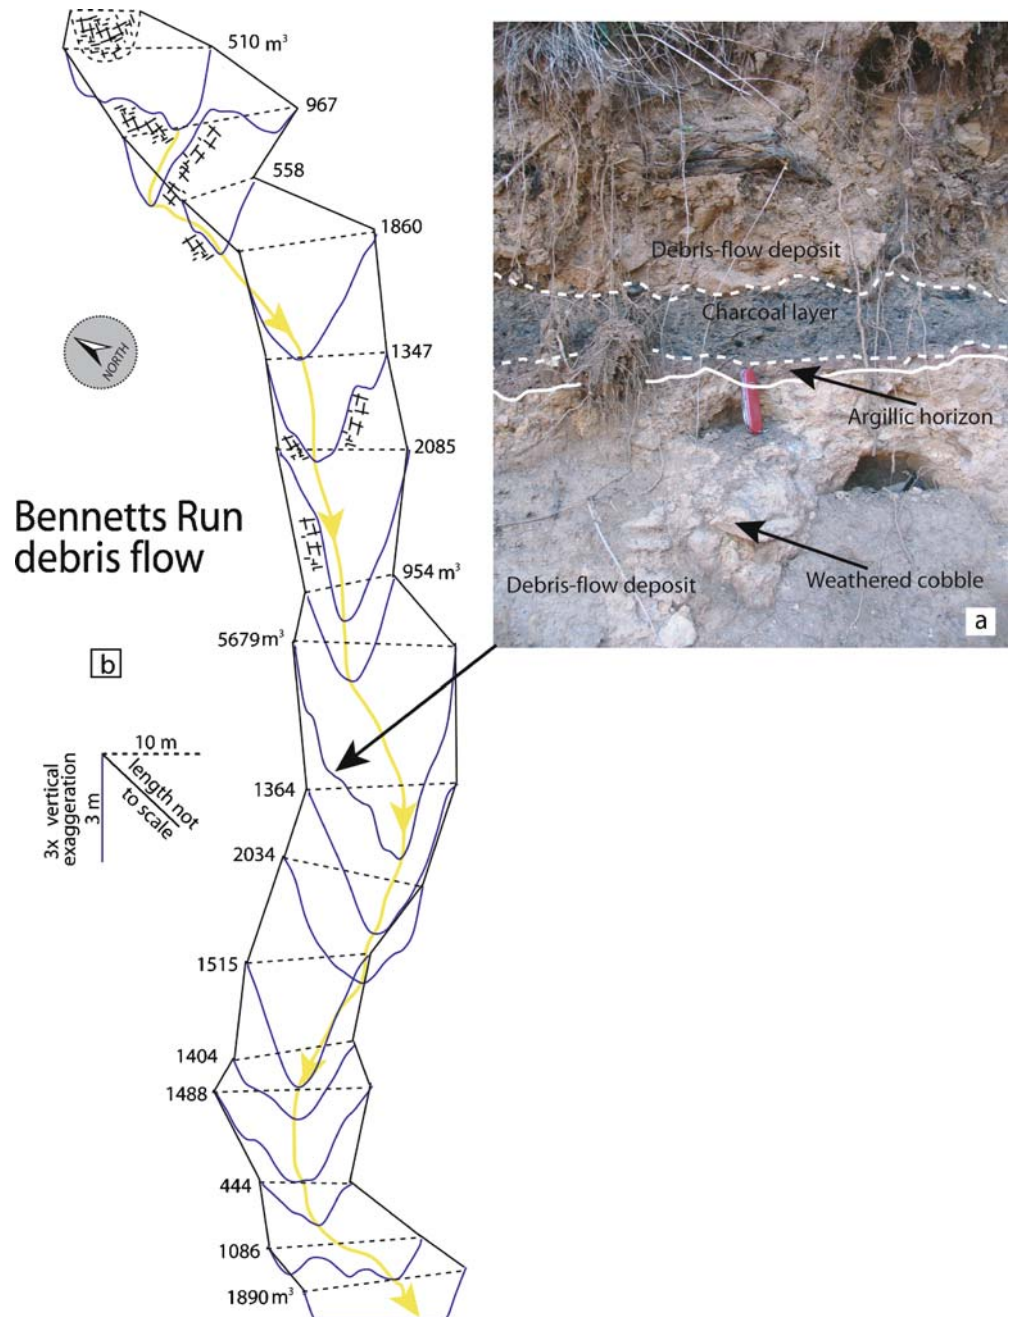 510 m³
967
558
1860
1347
2085
954 m³
5679 m³
1364
2034
1515
1404
1488
444
1086
1890 m³
NORTH
Bennetts Run
debris flow
b
10 m
length not
to scale
3x vertical
exaggeration
3 m
Debris-flow deposit
Charcoal layer
Argillic horizon
Weathered cobble
Debris-flow deposit
a